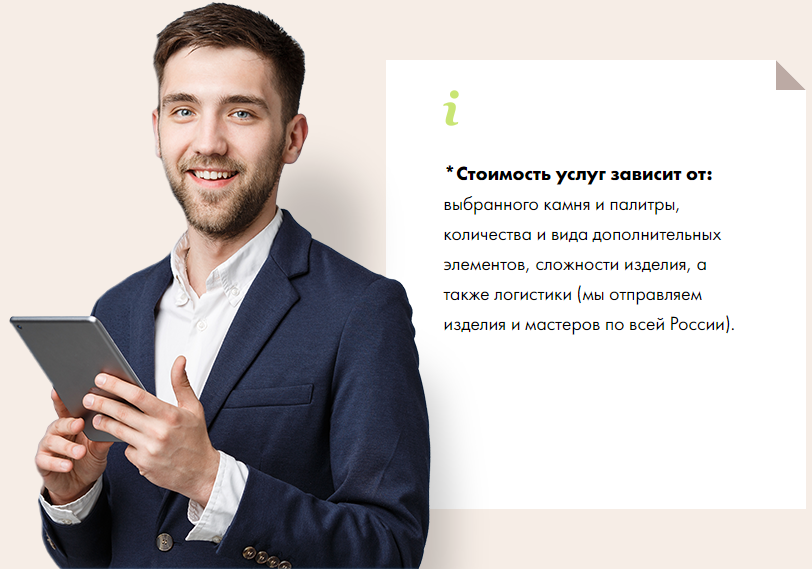 i
*Стоимость услуг зависит от:
выбранного камня и палитры,
количества и вида дополнительных
элементов, сложности изделия, а
также логистики (мы отправляем
изделия и мастеров по всей России).